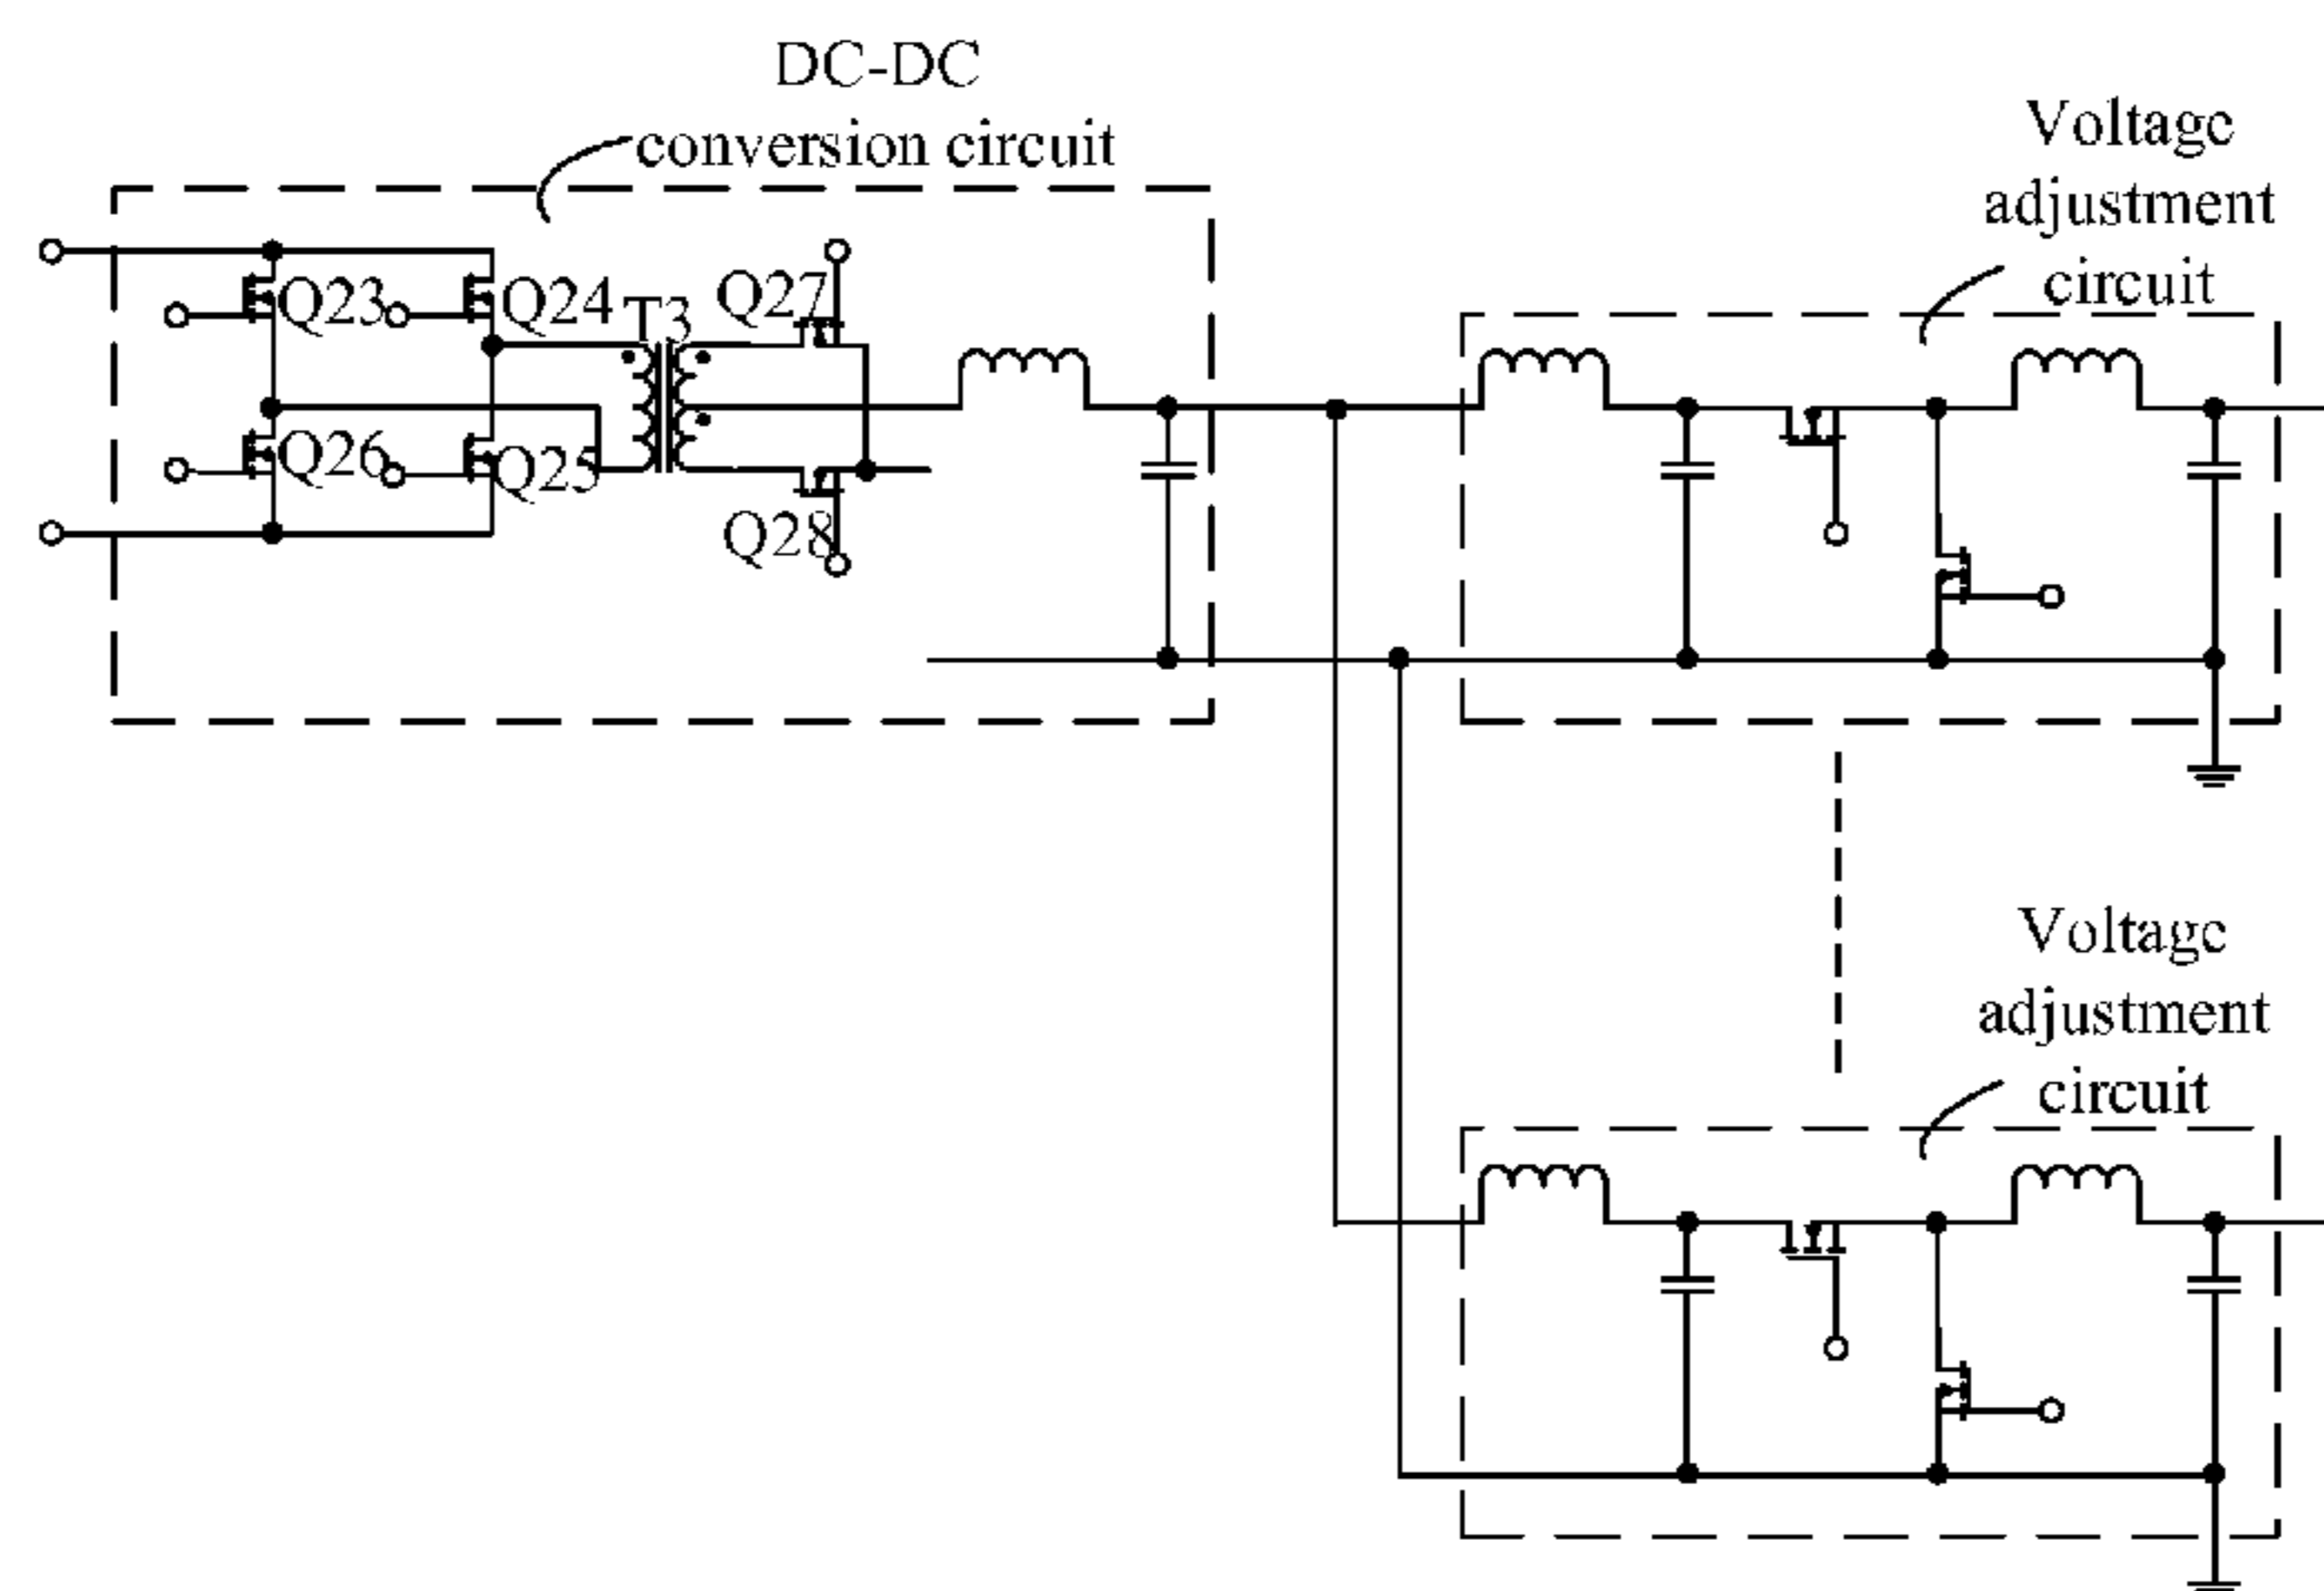 DC-DC
conversion circuit
Voltage
adjustment
circuit
Q23
Q24
T3
Q27
Q26
Q25
Q28
Voltage
adjustment
circuit